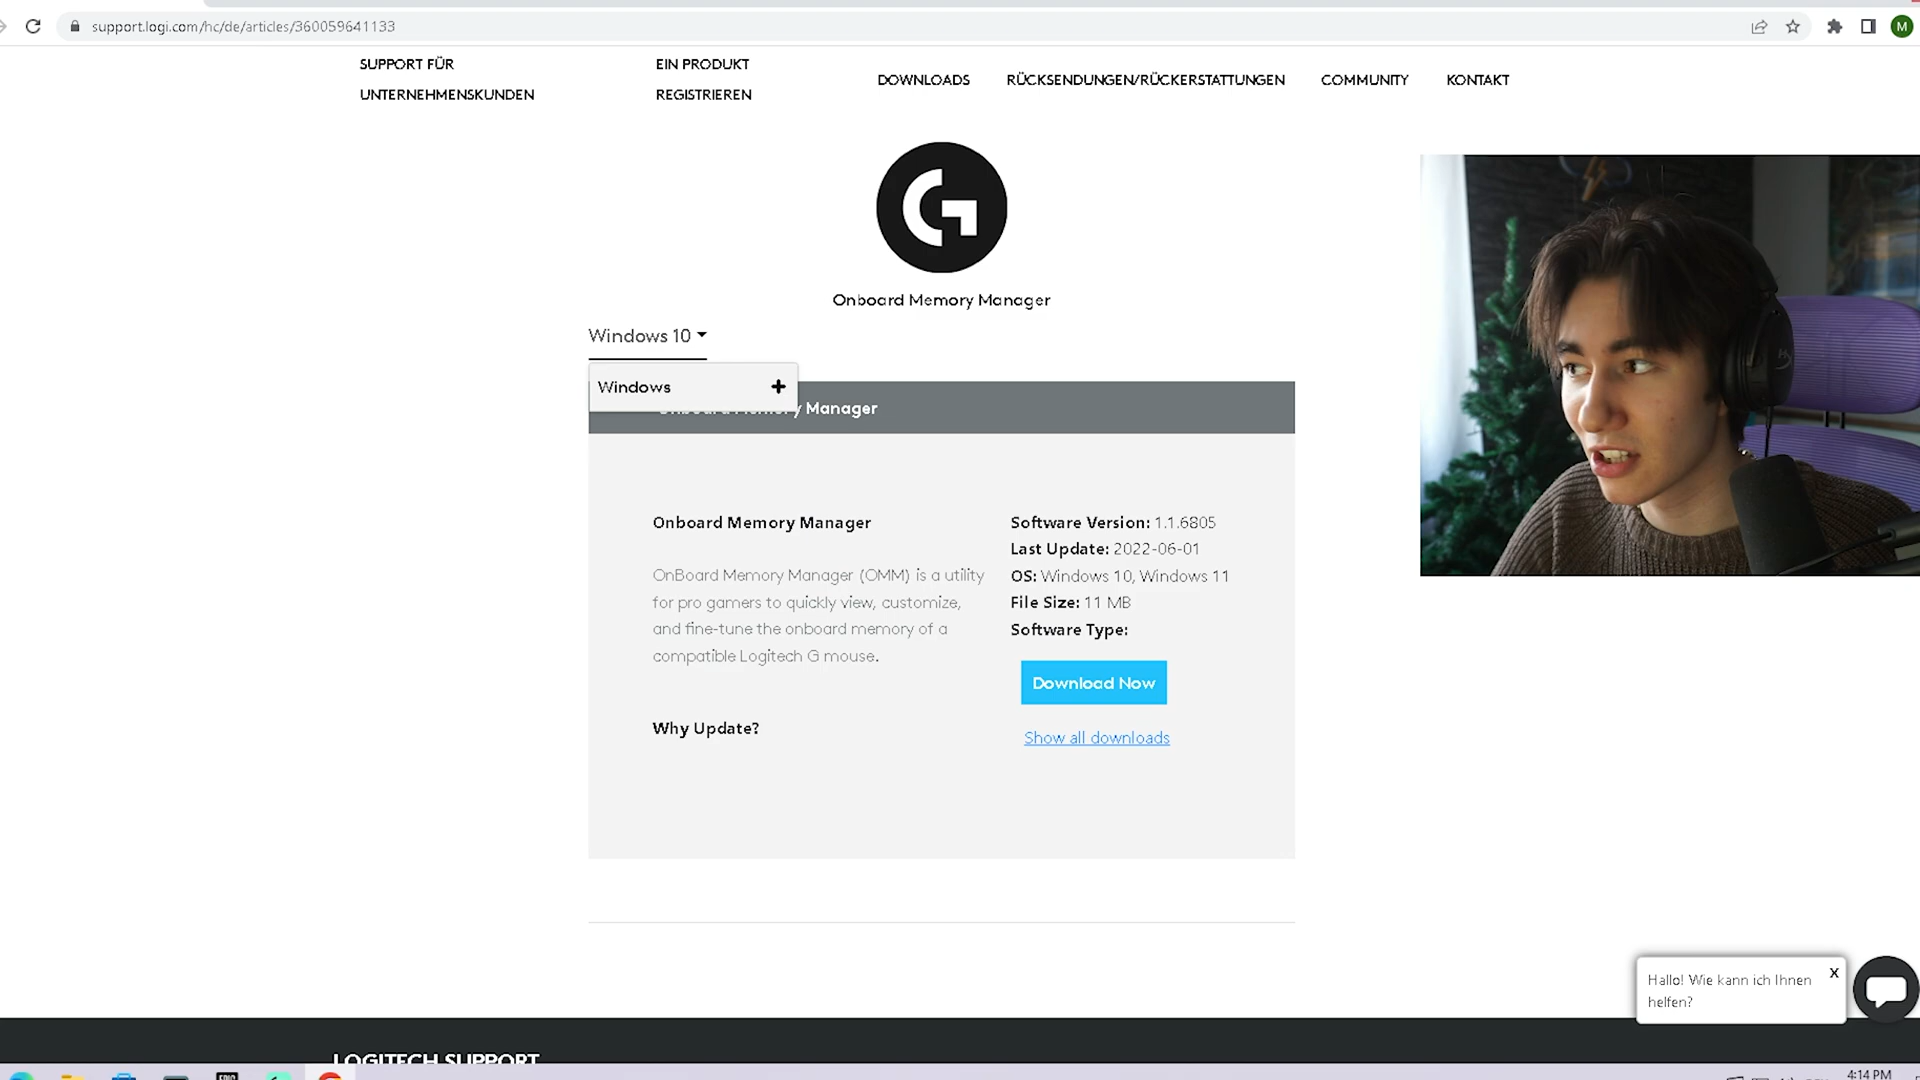 support.logi.com/hc/de/articles/360059641133
M
SUPPORT FÜR
UNTERNEHMENSKUNDEN
EIN PRODUKT
REGISTRIEREN
DOWNLOADS
RÜCKSENDUNGEN/RÜCKERSTATTUNGEN
COMMUNITY
KONTAKT
Onboard Memory Manager
Windows 10
Windows
Onboard Memory Manager
Onboard Memory Manager
OnBoard Memory Manager (OMM) is a utility
for pro gamers to quickly view, customize,
and fine-tune the onboard memory of a
compatible Logitech G mouse.
Why Update?
Software Version: 1.1.6805
Last Update: 2022-06-01
OS: Windows 10, Windows 11
File Size: 11 MB
Software Type:
Download Now
Show all downloads
Hallo! Wie kann ich Ihnen
helfen?
X
LOGITECH SUPPORT
EPIC
4:14 PM